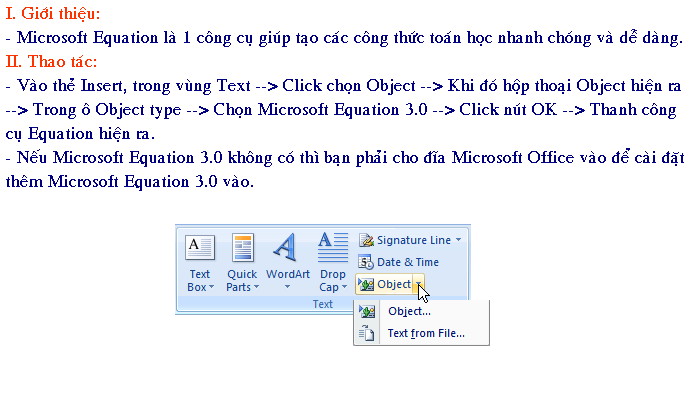 I. Giới thiệu:
- Microsoft Equation là 1 công cụ giúp tạo các công thức toán học nhanh chóng và dễ dàng.
II. Thao tác:
- Vào thẻ Insert, trong vùng Text --> Click chọn Object --> Khi đó hộp thoại Object hiện ra
--> Trong ô Object type --> Chọn Microsoft Equation 3.0 --> Click nút OK --> Thanh công
cụ Equation hiện ra.
- Nếu Microsoft Equation 3.0 không có thì bạn phải cho đĩa Microsoft Office vào để cài đặt
thêm Microsoft Equation 3.0 vào.
Text Box
Quick Parts
WordArt
Drop Cap
Signature Line
Date & Time
Object
Text
Object...
Text from File...